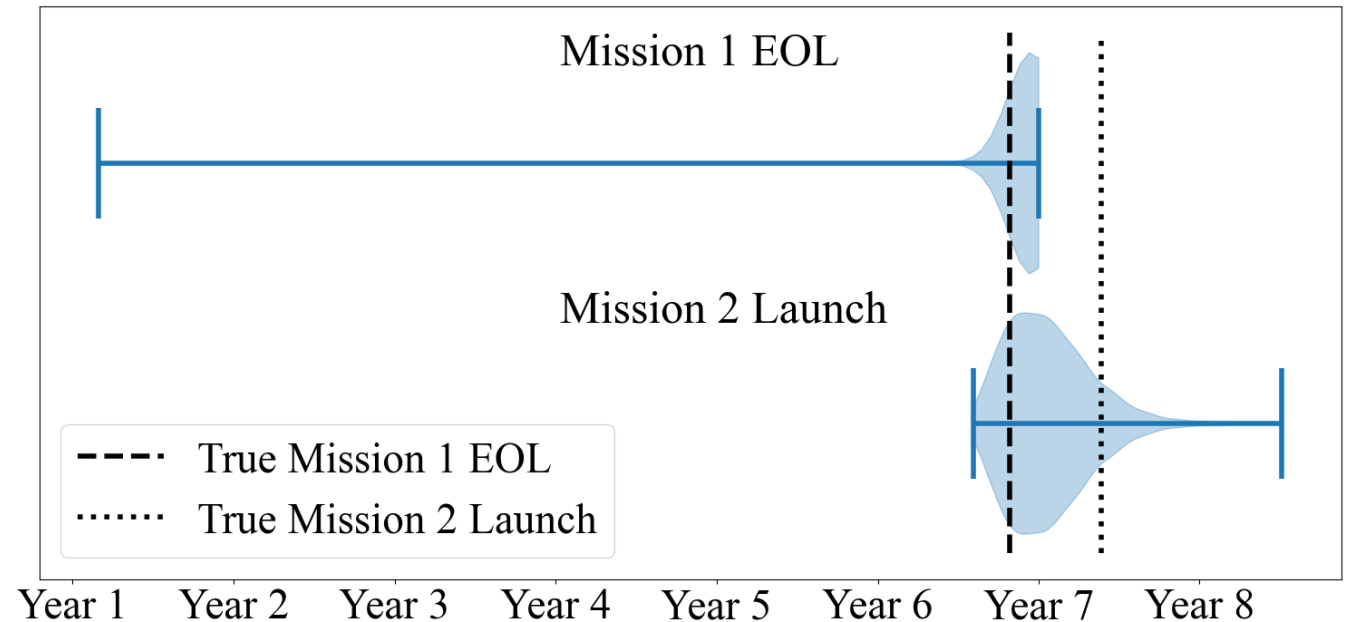 Mission 1 EOL
Mission 2 Launch
True Mission 1 EOL
True Mission 2 Launch
Year 1 Year 2 Year 3 Year 4 Year 5 Year 6 Year 7 Year 8